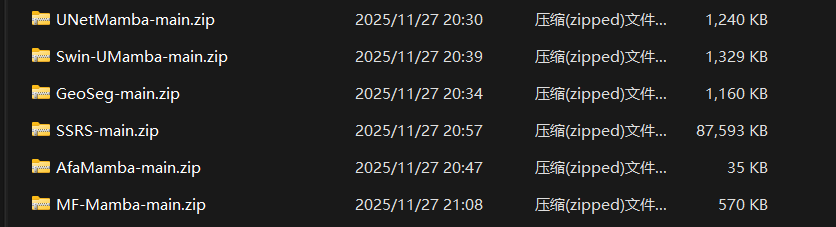 UNetMamba-main.zip 2025/11/27 20:30 压缩(zipped)文件... 1,240 KB
Swin-UMamba-main.zip 2025/11/27 20:39 压缩(zipped)文件... 1,329 KB
GeoSeg-main.zip 2025/11/27 20:34 压缩(zipped)文件... 1,160 KB
SSRS-main.zip 2025/11/27 20:57 压缩(zipped)文件... 87,593 KB
AfaMamba-main.zip 2025/11/27 20:47 压缩(zipped)文件... 35 KB
MF-Mamba-main.zip 2025/11/27 21:08 压缩(zipped)文件... 570 KB